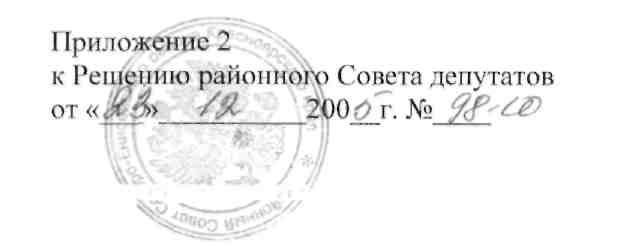 Приложение 2
к Решению районного Совета депутатов
от «23» 12 2005 г. № 98-10